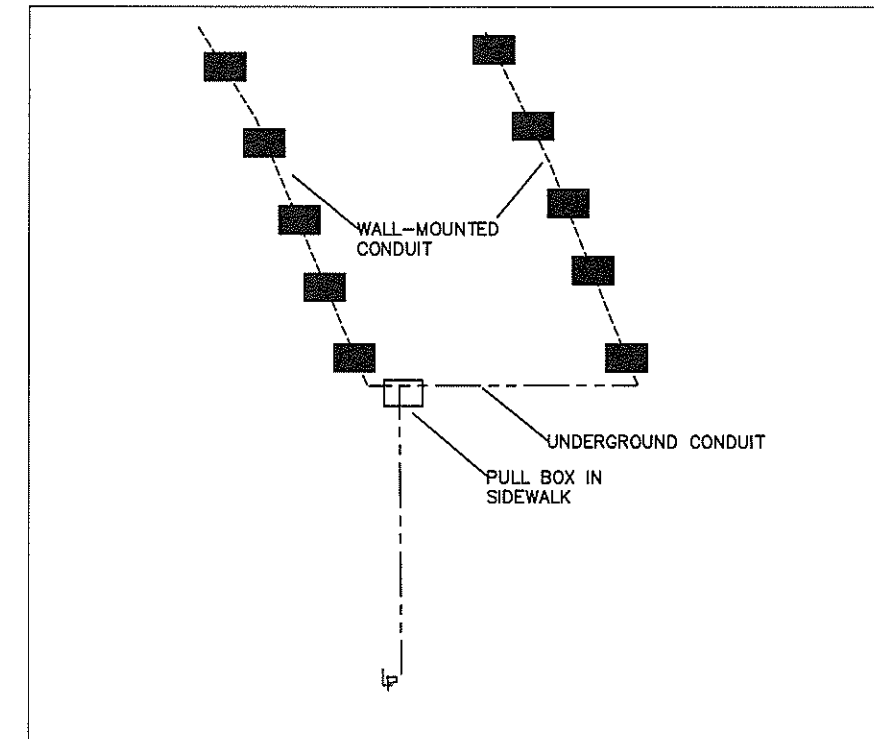 WALL-MOUNTED
CONDUIT
UNDERGROUND CONDUIT
PULL BOX IN
SIDEWALK